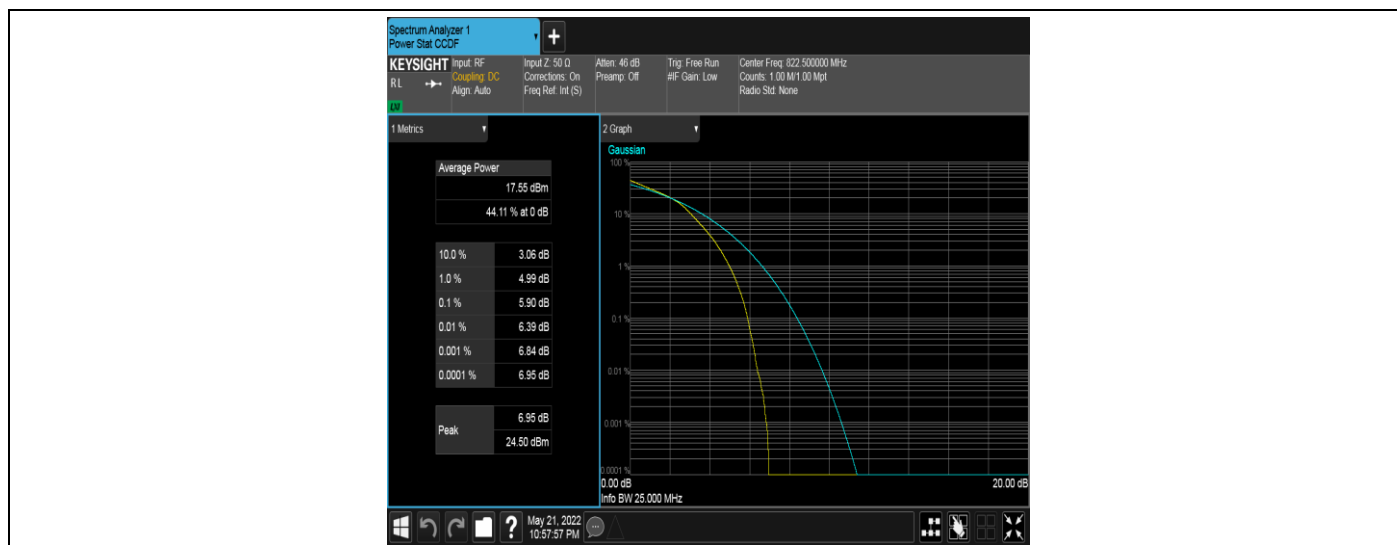 Spectrum Analyzer 1
Power Stat CCDF
KEYSIGHT
R L
Input: RF
Coupling: DC
Align: Auto
Input Z: 50 Ω
Corrections: On
Freq Ref: Int (S)
Atten: 46 dB
Preamp: Off
Trig: Free Run
#IF Gain: Low
Center Freq: 822.500000 MHz
Counts: 1.00 M/1.00 Mpt
Radio Std: None
1 Metrics
Average Power
17.55 dBm
44.11 % at 0 dB
10.0 % 3.06 dB
1.0 % 4.99 dB
0.1 % 5.90 dB
0.01 % 6.39 dB
0.001 % 6.84 dB
0.0001 % 6.95 dB
Peak
6.95 dB
24.50 dBm
2 Graph
Gaussian
100 %
10 %
1 %
0.1 %
0.01 %
0.001 %
0.0001 %
0.00 dB
20.00 dB
Info BW 25.000 MHz
?
May 21, 2022
10:57:57 PM